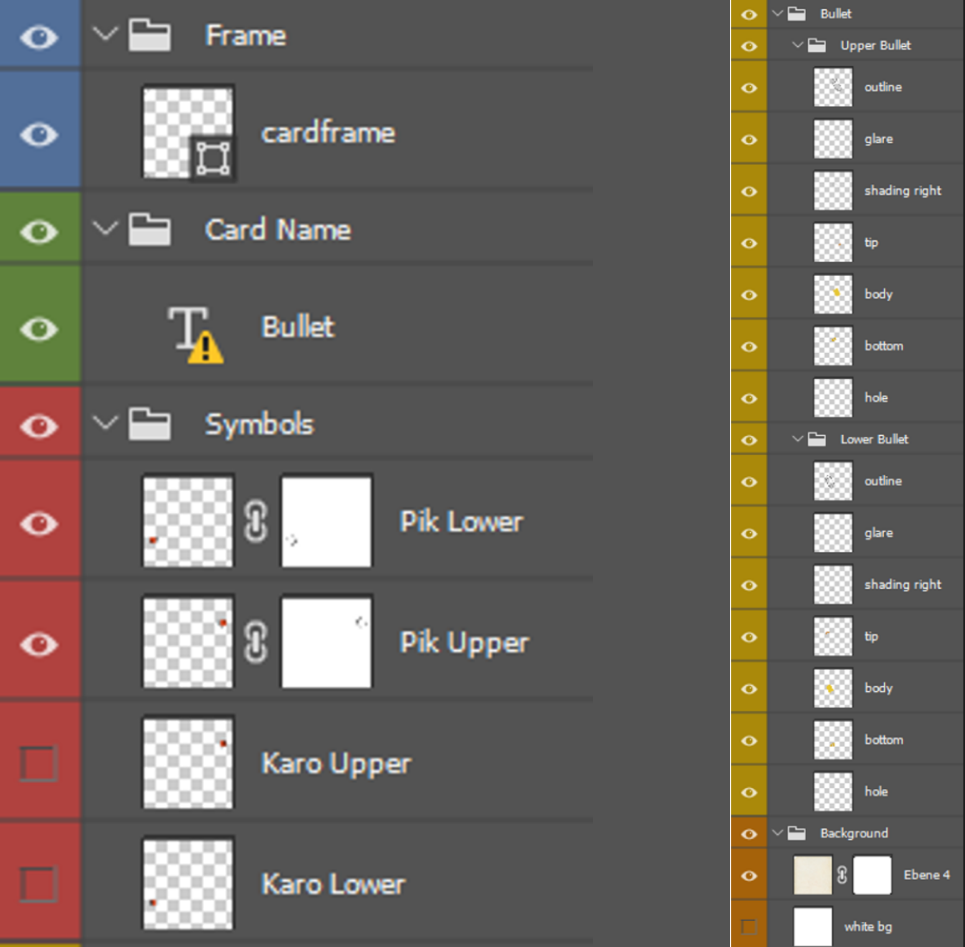 Frame
cardframe
Card Name
Bullet
Symbols
Pik Lower
Pik Upper
Karo Upper
Karo Lower
Bullet
Upper Bullet
outline
glare
shading right
tip
body
bottom
hole
Lower Bullet
outline
glare
shading right
tip
body
bottom
hole
Background
Ebene 4
white bg